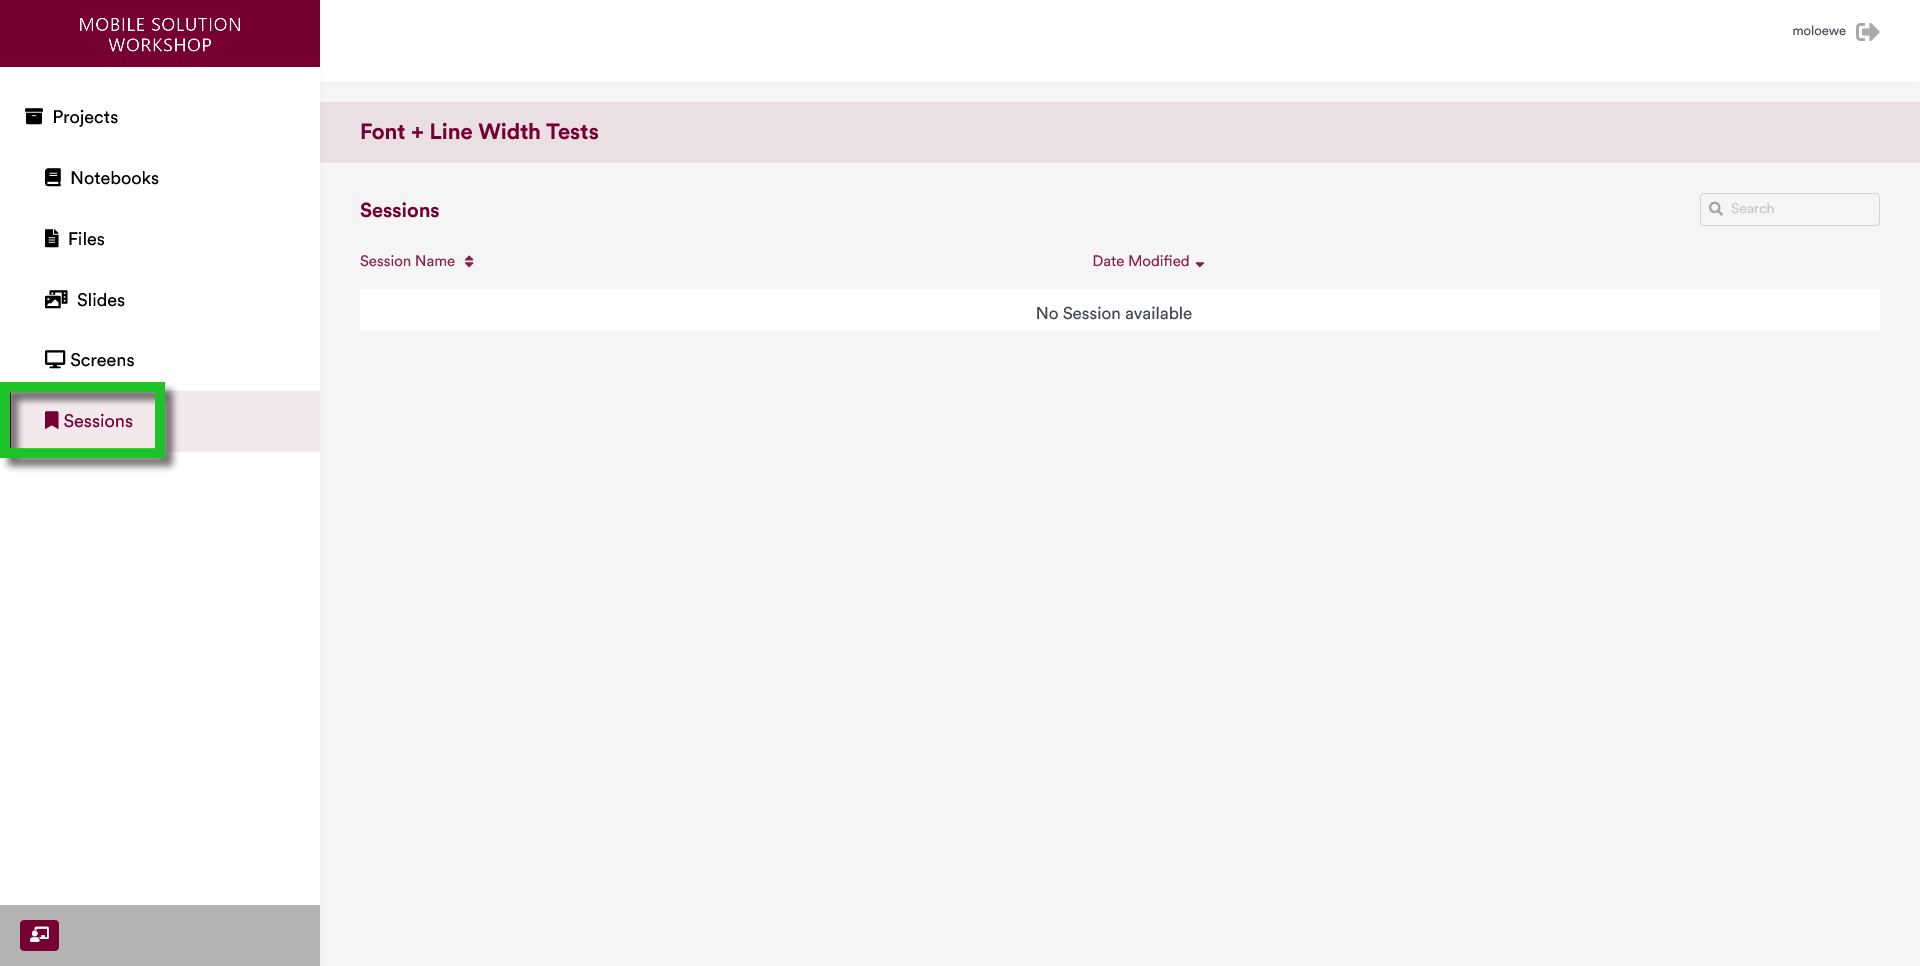 MOBILE SOLUTION
WORKSHOP
moloewe
Projects
Notebooks
Files
Slides
Screens
Sessions
Font + Line Width Tests
Sessions
Search
Session Name
Date Modified
No Session available